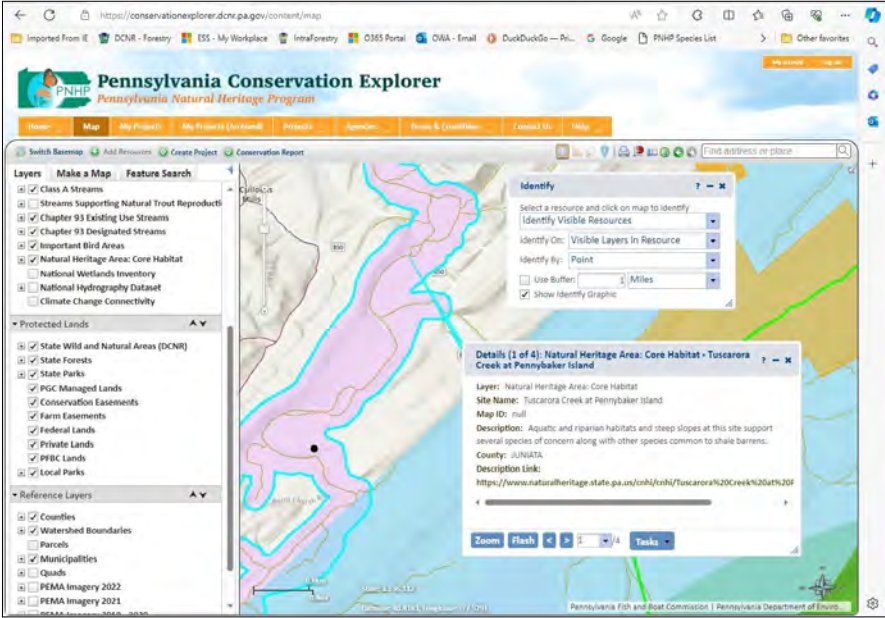 https://conservationexplorer.dcnr.pa.gov/content/map
Imported From IE
DCNR - Forestry
ESS - My Workplace
IntraForestry
O365 Portal
OWA - Email
DuckDuckGo — Pri...
Google
PNHP Species List
Other favorites
PNHP
Pennsylvania Conservation Explorer
Pennsylvania Natural Heritage Program
My Account
Log out
Home
Map
My Projects
Projects
Agencies
Terms & Conditions
Contact Us
Help
Switch Basemap
Add Resources
Create Project
Conservation Report
Find address or place
Layers
Make a Map
Feature Search
Class A Streams
Streams Supporting Natural Trout Reproducti
Chapter 93 Existing Use Streams
Chapter 93 Designated Streams
Important Bird Areas
Natural Heritage Area: Core Habitat
National Wetlands Inventory
National Hydrography Dataset
Climate Change Connectivity
Protected Lands
State Wild and Natural Areas (DCNR)
State Forests
State Parks
PGC Managed Lands
Conservation Easements
Farm Easements
Federal Lands
Private Lands
PFBC Lands
Local Parks
Reference Layers
Counties
Watershed Boundaries
Parcels
Municipalities
Quads
PEMA Imagery 2022
PEMA Imagery 2021
PEMA Imagery 2018 - 2020
Mills
850
650
Identify
Select a resource and click on map to identify
Identify Visible Resources
Identify On: Visible Layers In Resource
Identify By: Point
Use Buffer: 1 Miles
Show Identify Graphic
Details (1 of 4): Natural Heritage Area: Core Habitat - Tuscarora
Creek at Pennybaker Island
Layer: Natural Heritage Area: Core Habitat
Site Name: Tuscarora Creek at Pennybaker Island
Map ID: null
Description: Aquatic and riparian habitats and steep slopes at this site support
several species of concern along with other species common to shale barrens.
County: JUNIATA
Description Link:
https://www.naturalheritage.state.pa.us/cnhi/cnhi/Tuscarora%20Creek%20at%20P
Zoom
Flash
<
>
1
/4
Tasks
Pennsylvania Fish and Boat Commission | Pennsylvania Department of Enviro...